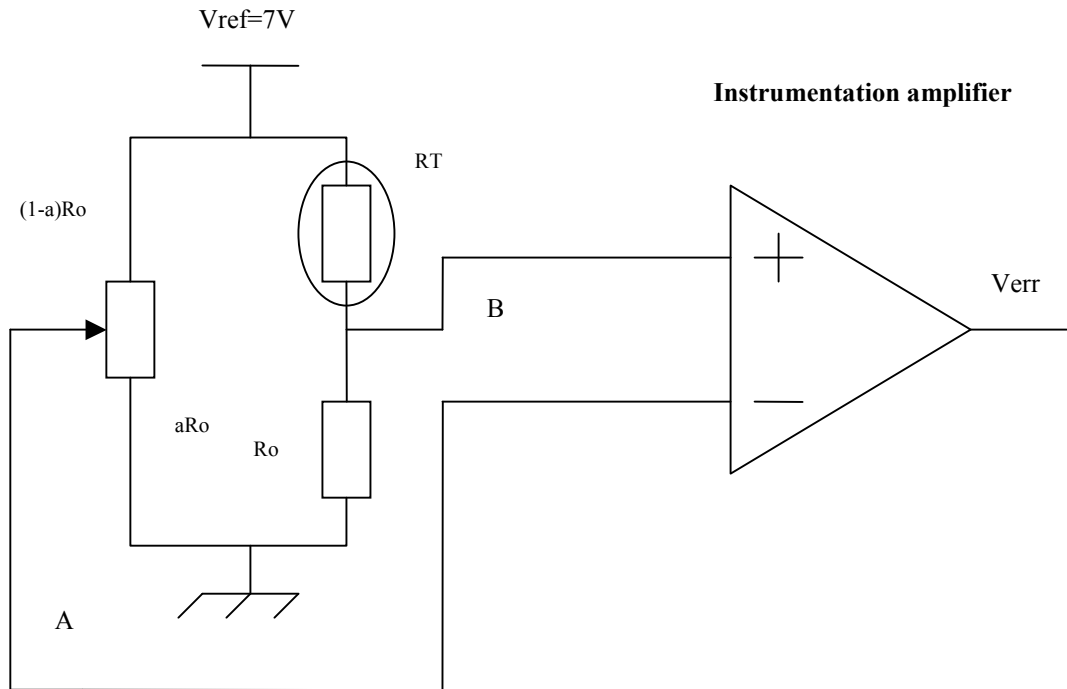 Vref=7V
Instrumentation amplifier
RT
(1-a)Ro
+
Verr
B
aRo
Ro
−
A